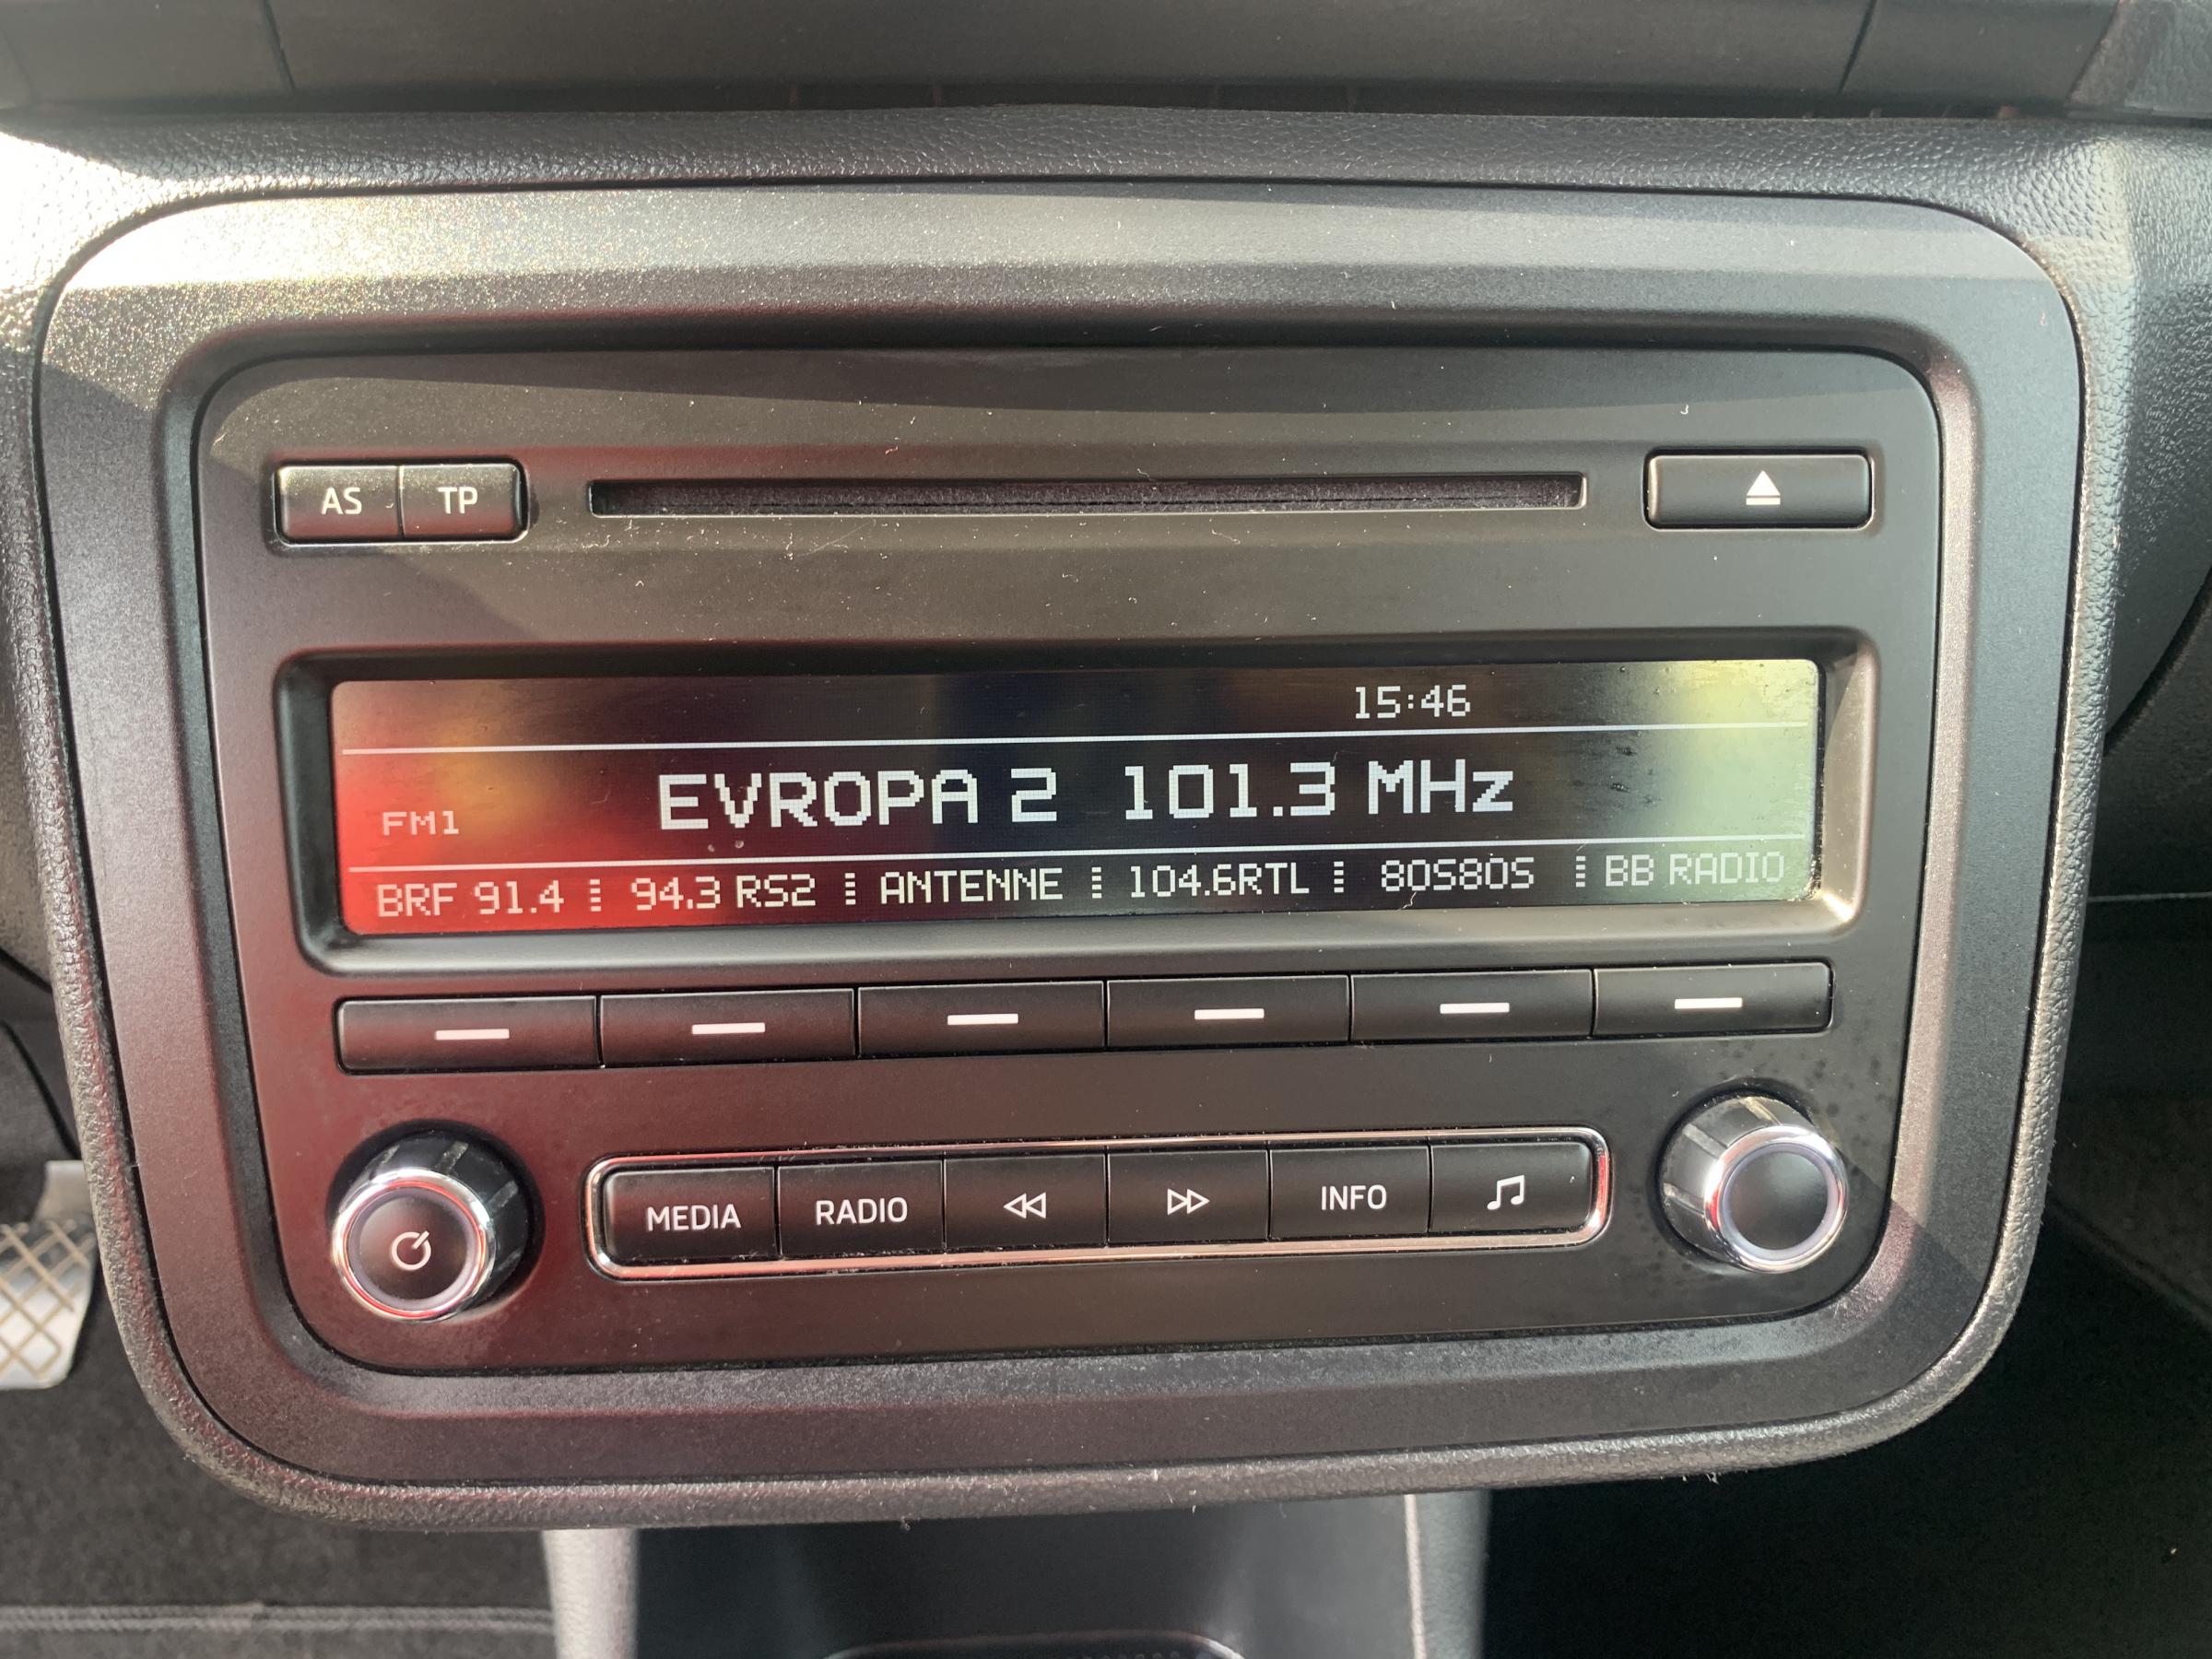 AS TP
15:46
FM1 EVROPA 2 101.3 MHz
BRF 91.4 94.3 RS2 ANTENNE 104.6RTL 80S80S BB RADIO
MEDIA RADIO INFO